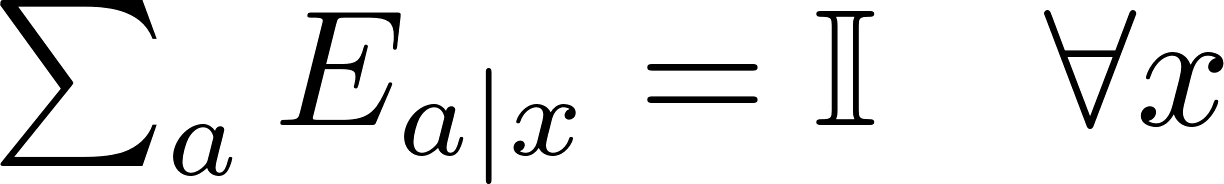 ∑ₐ E_{a|x} = 𝕀 ∀x